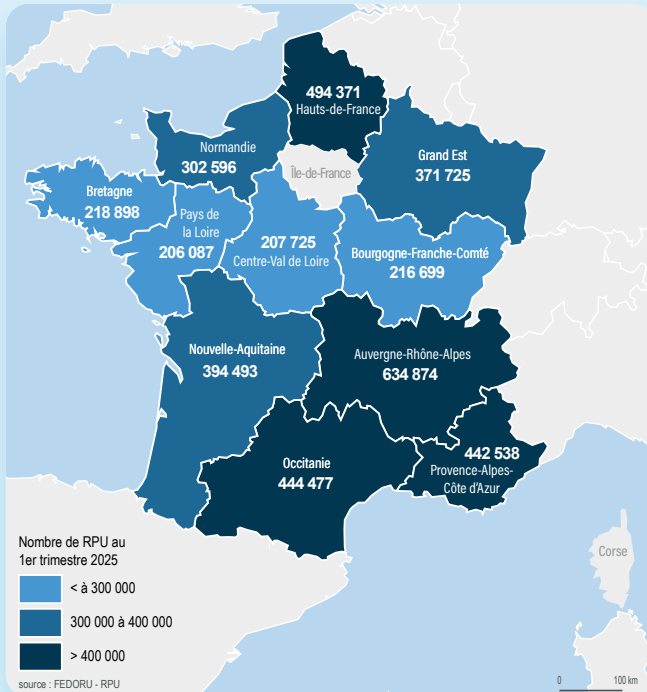 494 371
Hauts-de-France
Normandie
302 596
Grand Est
371 725
Île-de-France
Bretagne
218 898
Pays de
la Loire
206 087
207 725
Centre-Val de Loire
Bourgogne-Franche-Comté
216 699
Nouvelle-Aquitaine
394 493
Auvergne-Rhône-Alpes
634 874
Occitanie
444 477
442 538
Provence-Alpes-
Côte d'Azur
Corse
Nombre de RPU au
1er trimestre 2025
< à 300 000
300 000 à 400 000
> 400 000
source : FEDORU - RPU
0 100 km